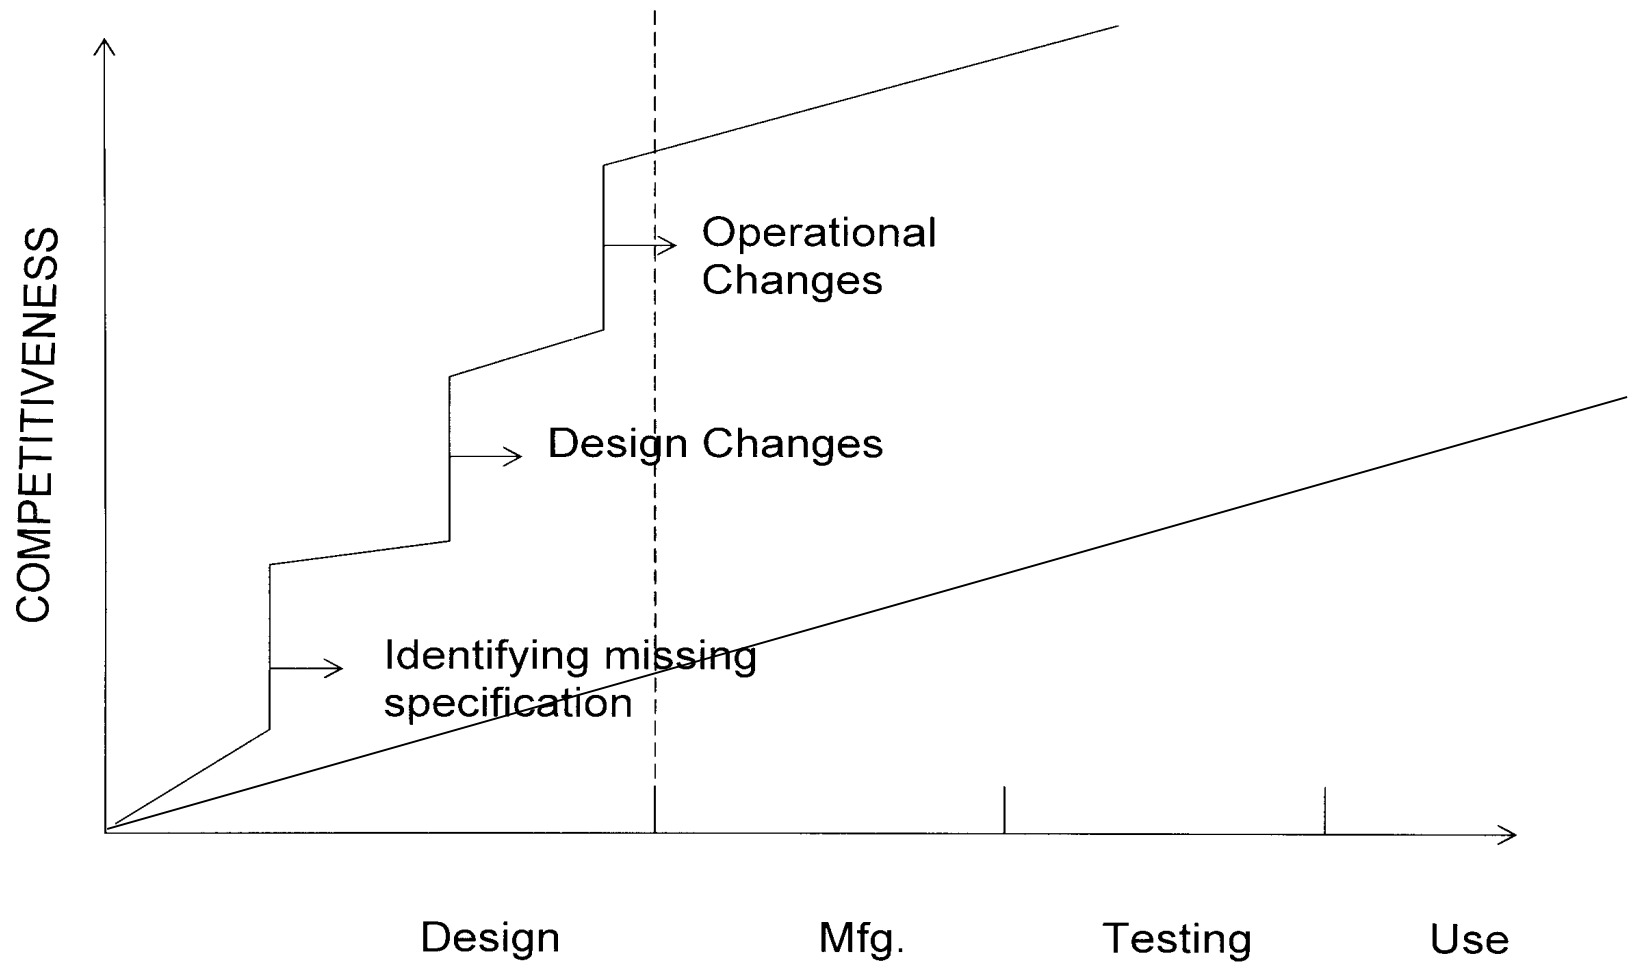 COMPETITIVENESS
Operational
Changes
Design Changes
Identifying missing
specification
Design
Mfg.
Testing
Use